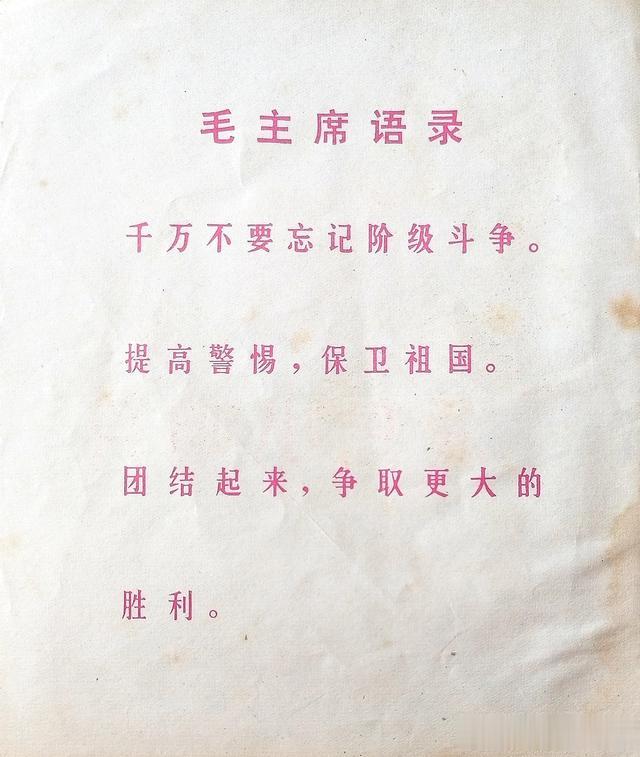 毛主席语录
千万不要忘记阶级斗争。
提高警惕，保卫祖国。
团结起来，争取更大的
胜利。